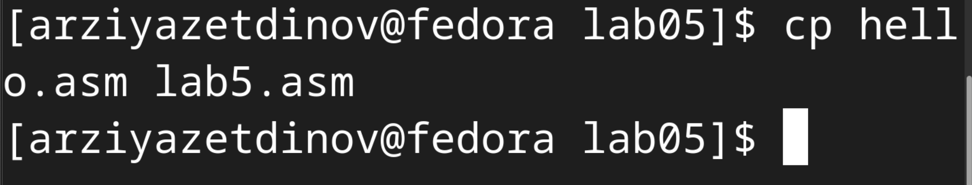 [arziyazetdinov@fedora lab05]$ cp hell
o.asm lab5.asm
[arziyazetdinov@fedora lab05]$